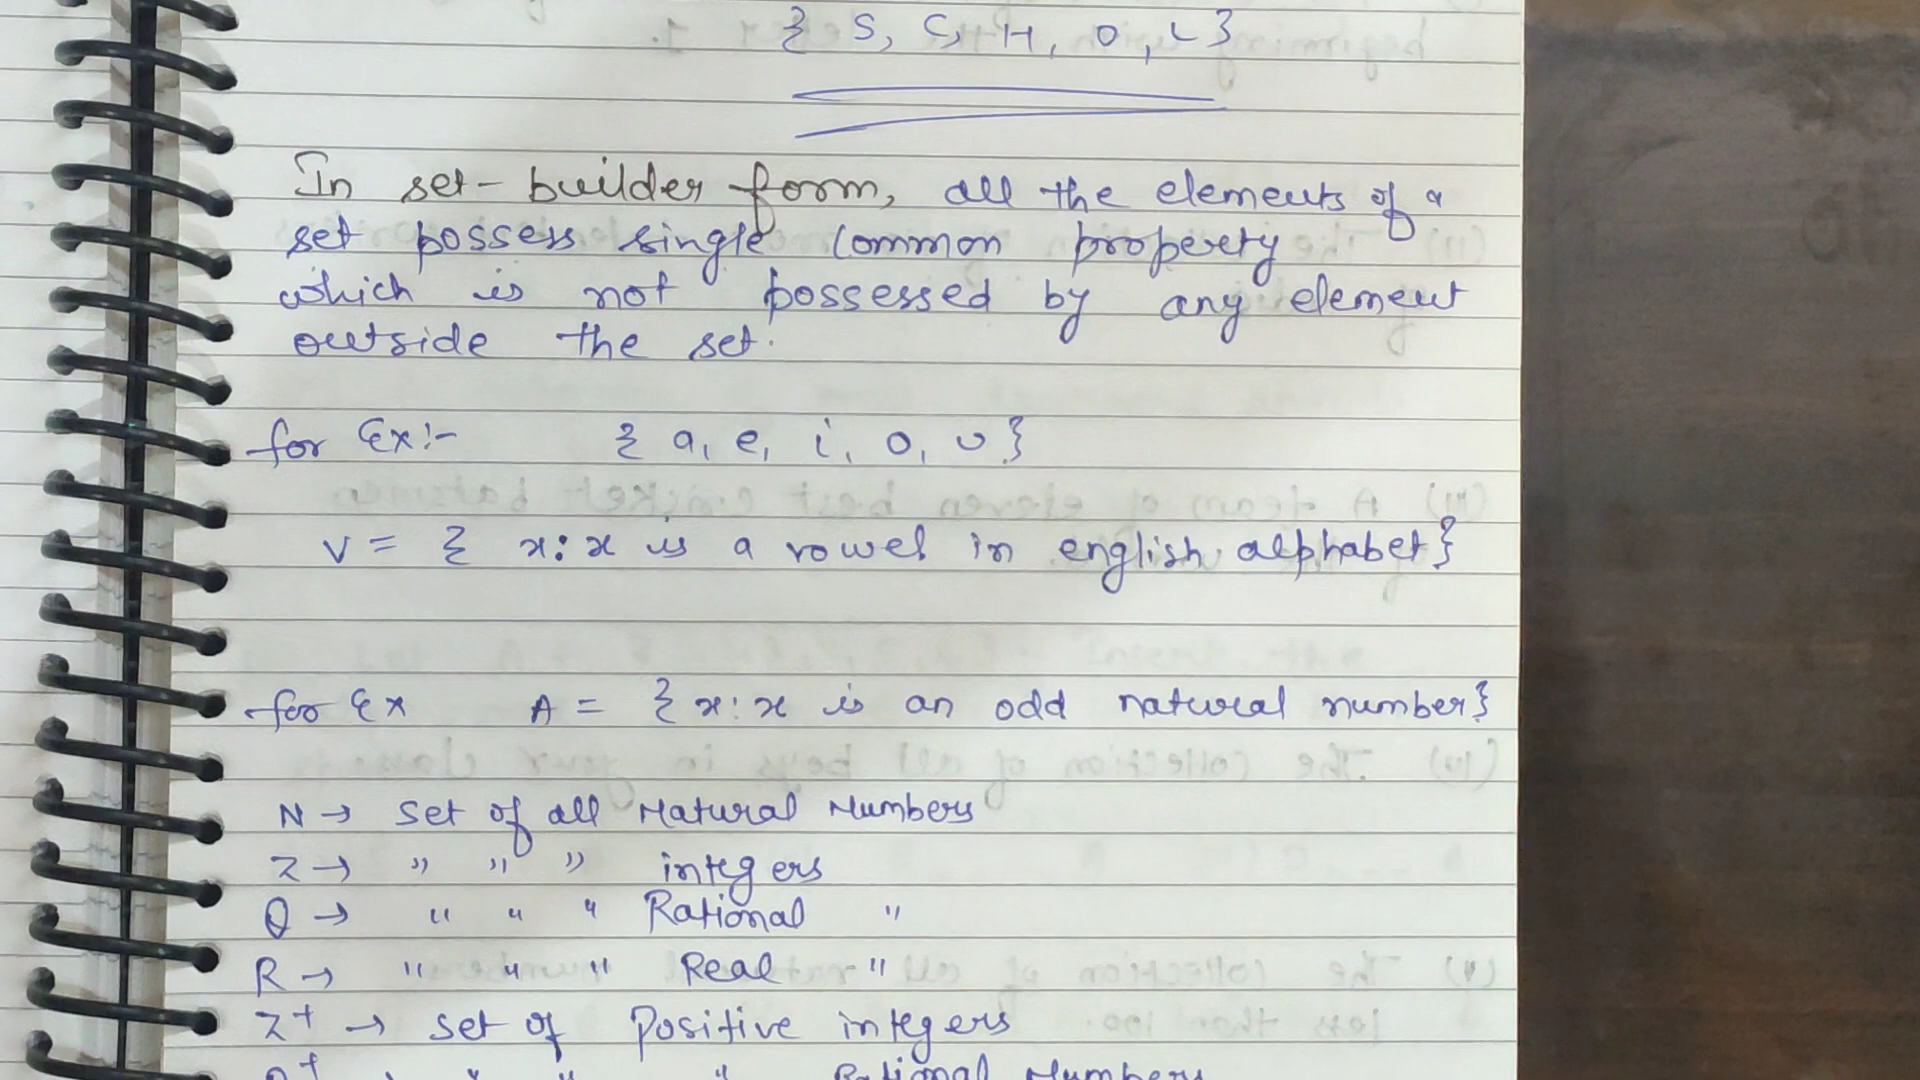 { S, C, H, O, L }
In set-builder form, all the elements of a
set possess single common property
which is not possessed by any element
outside the set.
for Ex:- { a, e, i, o, u }
V = { x : x is a vowel in english alphabet }
for Ex A = { x : x is an odd natural number }
N → Set of all Natural Numbers
Z → " " " integers
Q → " " " Rational "
R → " " " Real "
Z+ → set of Positive integers
" " " Rational Numbers